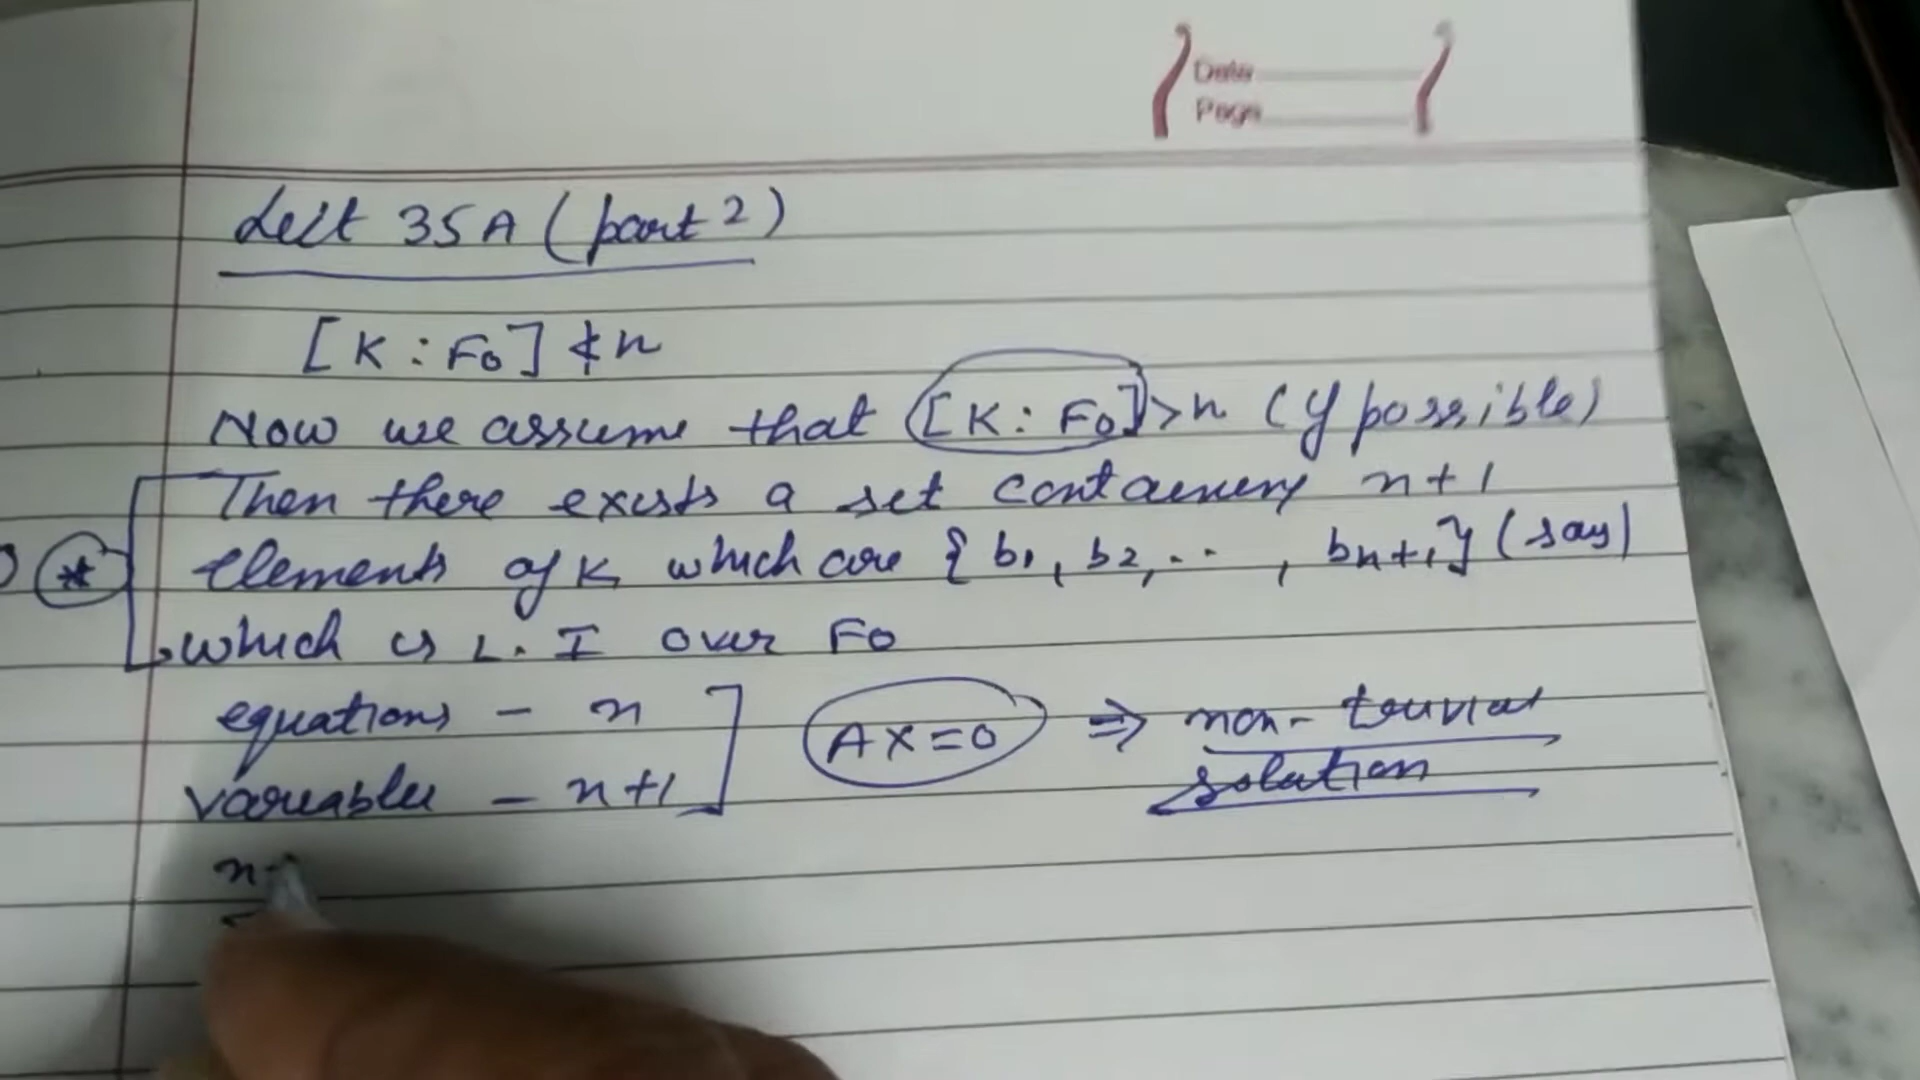 Date
Page
Lect 35A (part 2)
[K : F0] ≮ n
Now we assume that [K : F0] > n (if possible)
Then there exists a set containing n+1
* elements of K which are { b1, b2, .. , bn+1 } (say)
which is L.I over F0
equations - n
variables - n+1
AX=0 ⇒ non-trivial solution
n